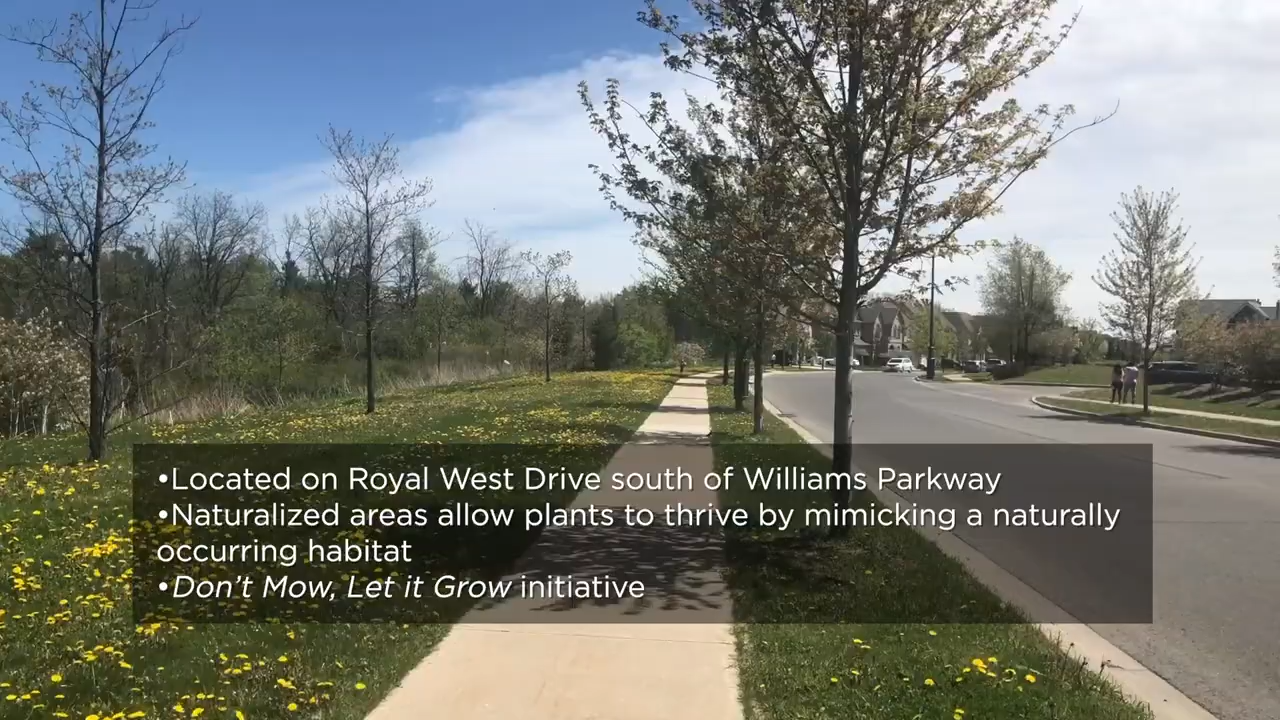 •Located on Royal West Drive south of Williams Parkway
•Naturalized areas allow plants to thrive by mimicking a naturally
occurring habitat
•Don't Mow, Let it Grow initiative